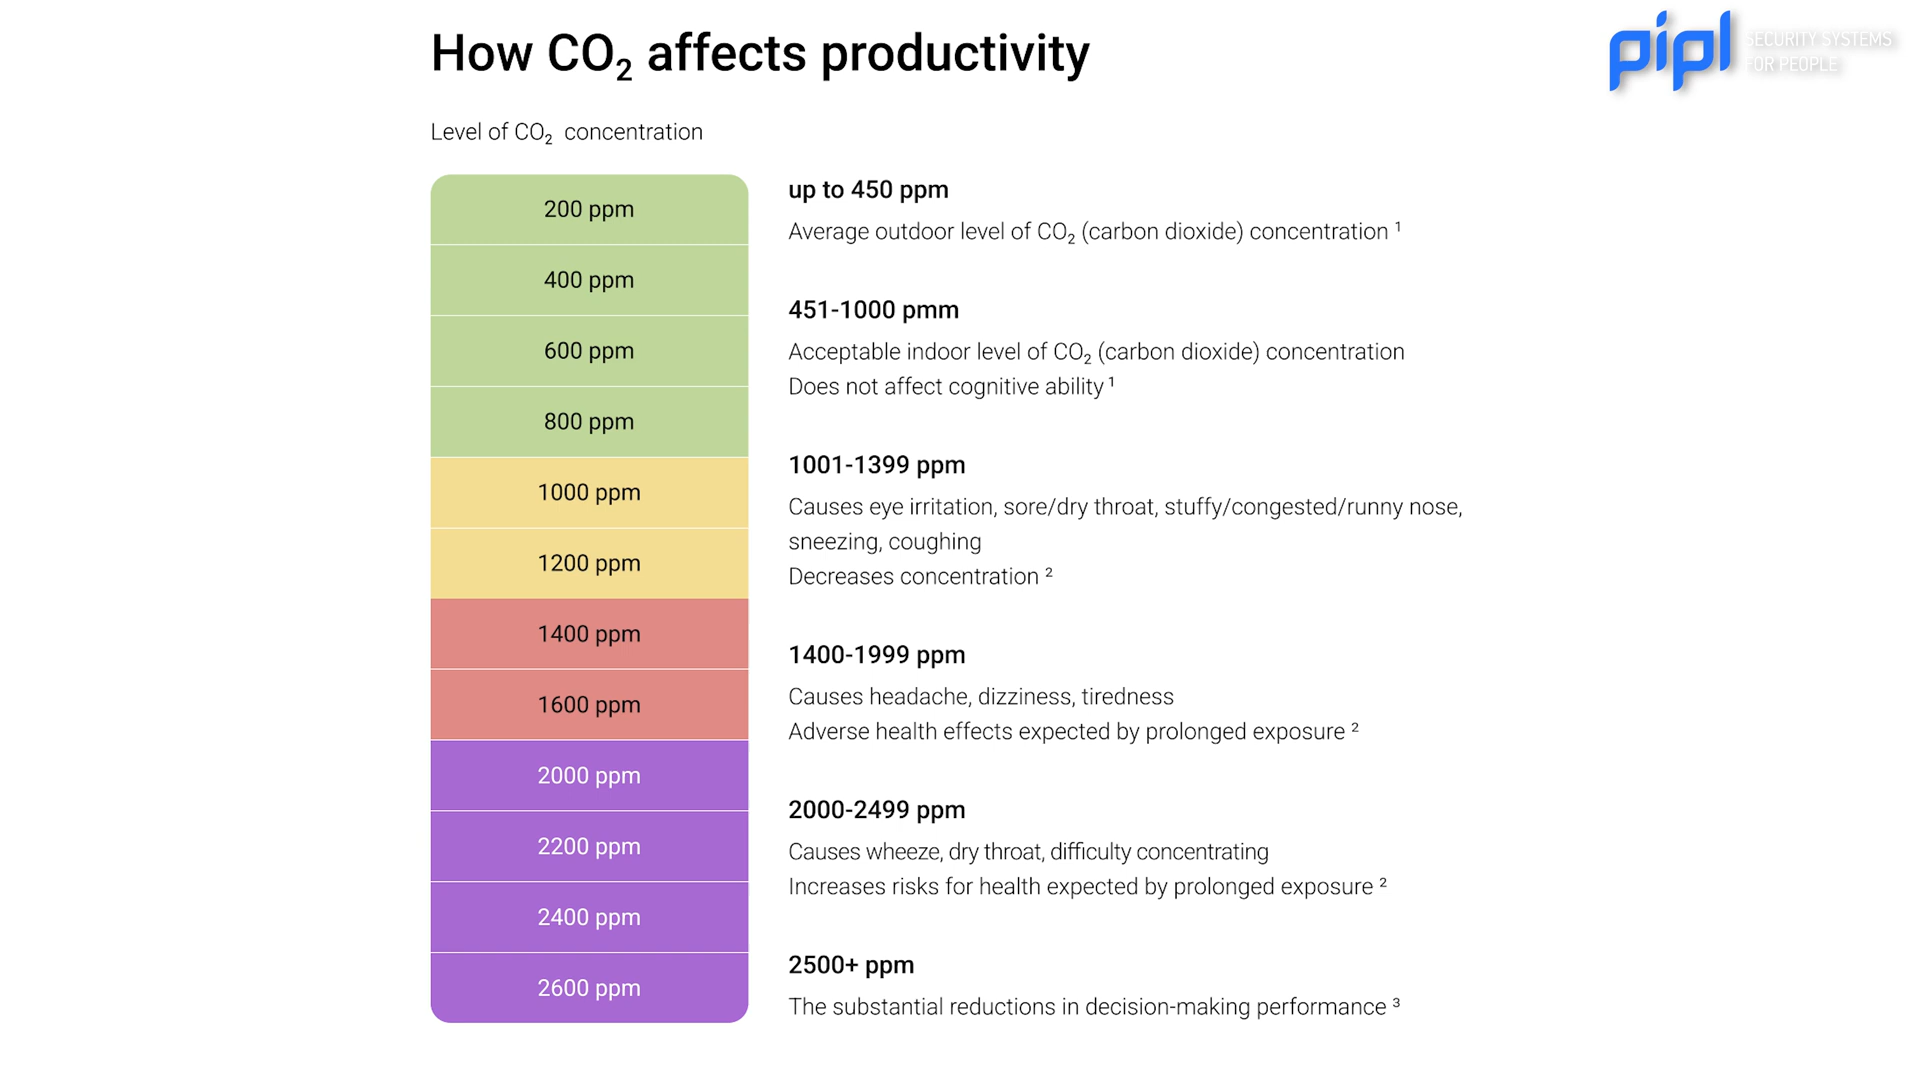 How CO₂ affects productivity
pipl
SECURITY SYSTEMS
FOR PEOPLE
Level of CO₂ concentration
200 ppm
400 ppm
600 ppm
800 ppm
1000 ppm
1200 ppm
1400 ppm
1600 ppm
2000 ppm
2200 ppm
2400 ppm
2600 ppm
up to 450 ppm
Average outdoor level of CO₂ (carbon dioxide) concentration ¹
451-1000 pmm
Acceptable indoor level of CO₂ (carbon dioxide) concentration
Does not affect cognitive ability ¹
1001-1399 ppm
Causes eye irritation, sore/dry throat, stuffy/congested/runny nose,
sneezing, coughing
Decreases concentration ²
1400-1999 ppm
Causes headache, dizziness, tiredness
Adverse health effects expected by prolonged exposure ²
2000-2499 ppm
Causes wheeze, dry throat, difficulty concentrating
Increases risks for health expected by prolonged exposure ²
2500+ ppm
The substantial reductions in decision-making performance ³